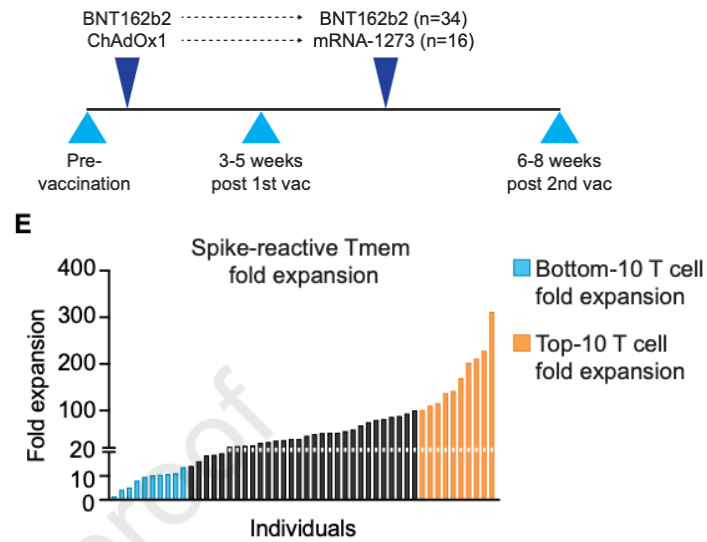 BNT162b2 BNT162b2 (n=34)
ChAdOx1 mRNA-1273 (n=16)
Pre-
vaccination
3-5 weeks
post 1st vac
6-8 weeks
post 2nd vac
E
Spike-reactive Tmem
fold expansion
Fold expansion
400
300
200
100
20
10
0
Individuals
Bottom-10 T cell
fold expansion
Top-10 T cell
fold expansion
proof